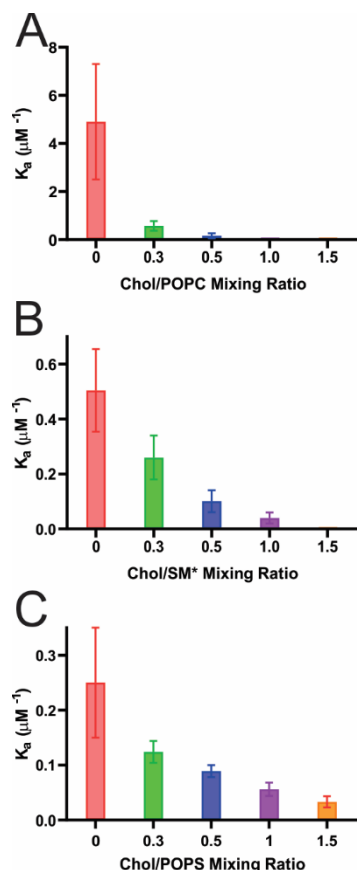 A
Kₐ (μM⁻¹)
8
6
4
2
0
0 0.3 0.5 1.0 1.5
Chol/POPC Mixing Ratio
B
Kₐ (μM⁻¹)
0.6
0.4
0.2
0.0
0 0.3 0.5 1.0 1.5
Chol/SM* Mixing Ratio
C
Kₐ (μM⁻¹)
0.3
0.2
0.1
0.0
0 0.3 0.5 1 1.5
Chol/POPS Mixing Ratio